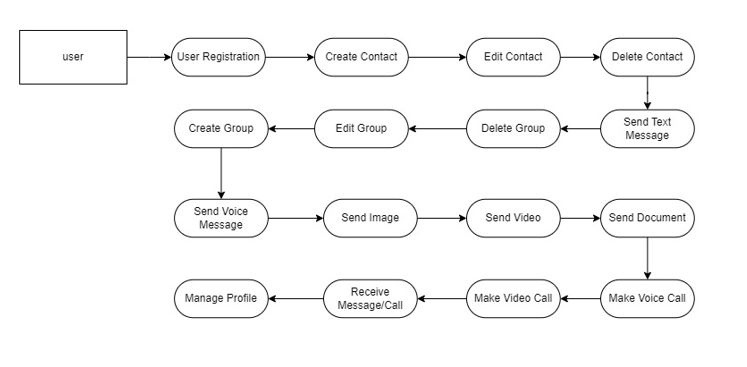 user
User Registration
Create Contact
Edit Contact
Delete Contact
Create Group
Edit Group
Delete Group
Send Text
Message
Send Voice
Message
Send Image
Send Video
Send Document
Manage Profile
Receive
Message/Call
Make Video Call
Make Voice Call